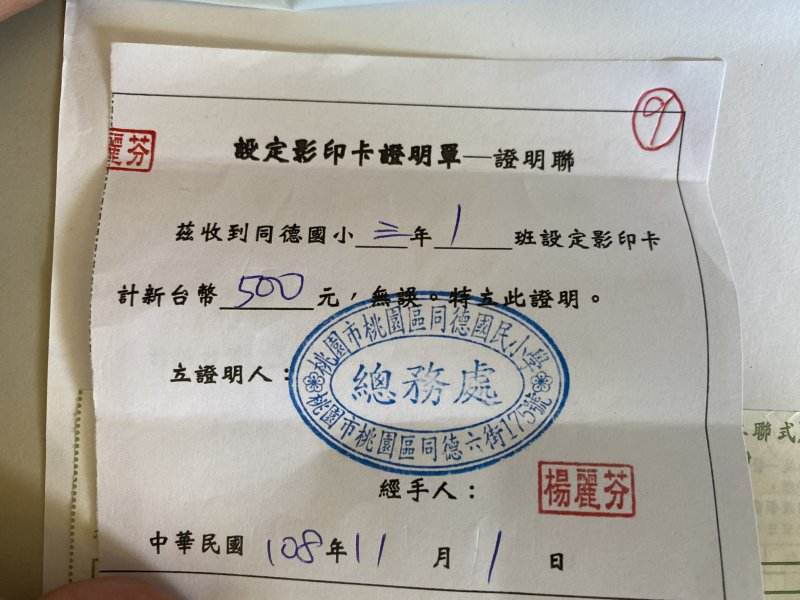 9
麗芬
設定影印卡證明單—證明聯
茲收到同德國小三年1班設定影印卡
計新台幣500元,無誤。特立此證明。
桃園市桃園區同德國民小學
立證明人:
總務處
桃園市桃園區同德六街175號
經手人:
楊麗芬
中華民國108年11月1日
聯式